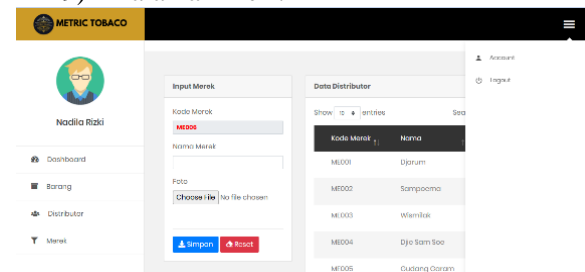 METRIC TOBACO
Account
Logout
Nadila Rizki
Dashboard
Barang
Distributor
Merek
Input Merek
Kode Merek
ME006
Nama Merek
Foto
Choose File No file chosen
Simpan Reset
Data Distributor
Show 10 entries Sea
Kode Merek Nama
ME001 Djarum
ME002 Sampoerna
ME003 Wismilak
ME004 Dje Sam Soe
ME005 Gudang Garam